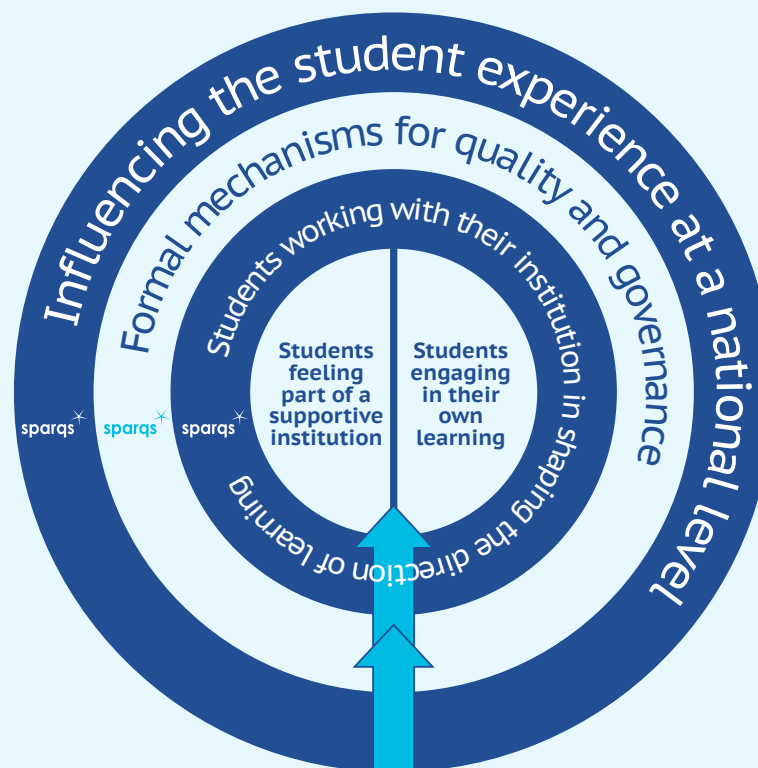 Influencing the student experience at a national level
Formal mechanisms for quality and governance
Students working with their institution in shaping the direction of learning
Students
feeling
part of a
supportive
institution
Students
engaging
in their
own
learning
sparqs
sparqs
sparqs